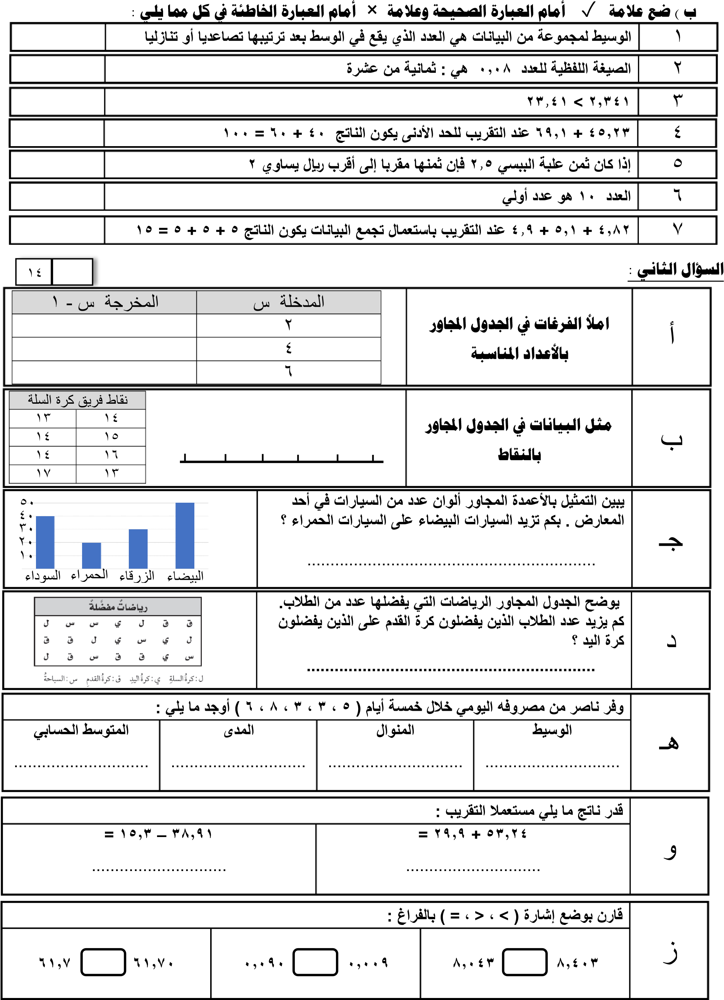 ب ) ضع علامة ✓ أمام العبارة الصحيحة وعلامة × أمام العبارة الخاطئة في كل مما يلي :
١ الوسيط لمجموعة من البيانات هي العدد الذي يقع في الوسط بعد ترتيبها تصاعديا أو تنازليا
٢ الصيغة اللفظية للعدد ٠,٠٨ هي : ثمانية من عشرة
٣ ٢,٣٤١ > ٢٣,٤١
٤ ٤٥,٢٣ + ٦٩,١ عند التقريب للحد الأدنى يكون الناتج ٤٠ + ٦٠ = ١٠٠
٥ إذا كان ثمن علبة الببسي ٢,٥ فإن ثمنها مقربا إلى أقرب ريال يساوي ٢
٦ العدد ١٠ هو عدد أولي
٧ ٤,٨٢ + ٥,١ + ٤,٩ عند التقريب باستعمال تجمع البيانات يكون الناتج ٥ + ٥ + ٥ = ١٥
السؤال الثاني :
١٤
أ
املأ الفرغات في الجدول المجاور
بالأعداد المناسبة
المدخلة س المخرجة س - ١
٢
٤
٦
ب
مثل البيانات في الجدول المجاور
بالنقاط
نقاط فريق كرة السلة
١٤ ١٣
١٥ ١٤
١٦ ١٤
١٣ ١٧
جـ
يبين التمثيل بالأعمدة المجاور ألوان عدد من السيارات في أحد
المعارض . بكم تزيد السيارات البيضاء على السيارات الحمراء ؟
...............................................................
٥٠
٤٠
٣٠
٢٠
١٠
البيضاء الزرقاء الحمراء السوداء
د
يوضح الجدول المجاور الرياضات التي يفضلها عدد من الطلاب.
كم يزيد عدد الطلاب الذين يفضلون كرة القدم على الذين يفضلون
كرة اليد ؟
...............................................................
رياضاتٌ مفضَّلةٌ
ق ق ل ي س س ل
ل ي س ي ل ق ق
س ي ق ق س ق ل
ل : كرةُ السلةِ ي : كرةُ اليدِ ق : كرةُ القدمِ س : السباحةُ
هـ
وفر ناصر من مصروفه اليومي خلال خمسة أيام ( ٥ ، ٣ ، ٣ ، ٨ ، ٦ ) أوجد ما يلي :
الوسيط المنوال المدى المتوسط الحسابي
............................. ............................. ............................. .............................
و
قدر ناتج ما يلي مستعملا التقريب :
٥٣,٢٤ + ٢٩,٩ = ٣٨,٩١ – ١٥,٣ =
............................. .............................
ز
قارن بوضع إشارة ( > ، < ، = ) بالفراغ :
٨,٤٠٣ ٨,٠٤٣ ٠,٠٠٩ ٠,٠٩٠ ٦١,٧٠ ٦١,٧